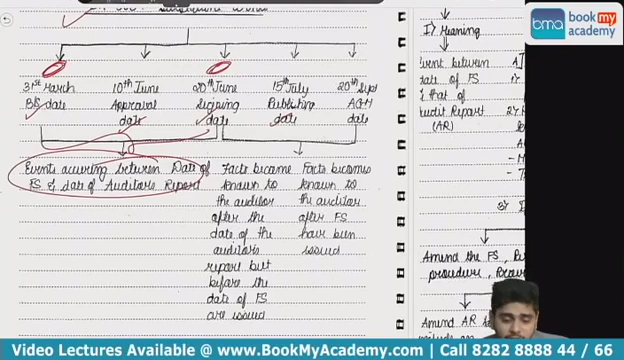 31st March
B/S date
10th June
Approval
date
20th June
Signing
date
15th July
Publishing
date
20th Sept
AGM
date
Events occurring between Date of
FS & date of Auditors Report
Facts became
known to
the auditor
after the
date of the
auditors
report but
before the
date of FS
are issued
Facts becomes
known to
the auditor
after FS
have been
issued
I) Meaning
Event between
date of FS
& that of
Audit Report
(AR)
Amend the FS
procedure
Amend AR
include an
bma
book my
academy
Video Lectures Available @ www.BookMyAcademy.com | Call 8282 8888 44 / 66